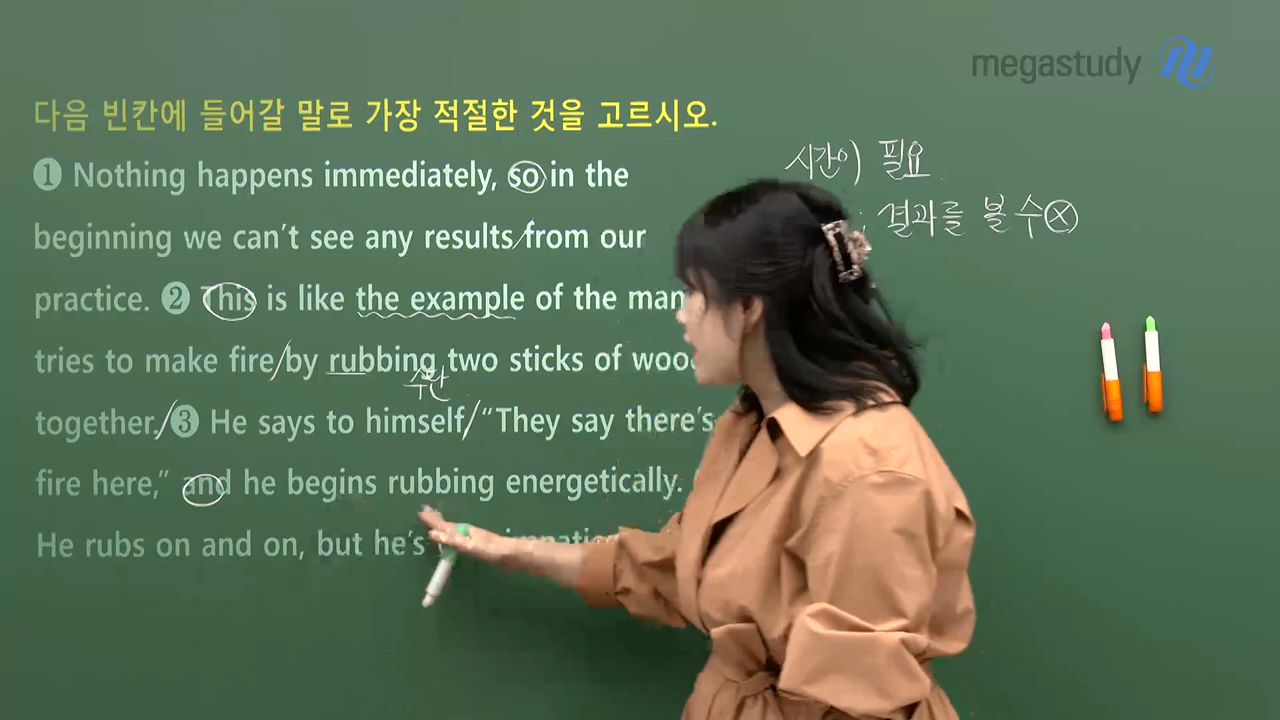 megastudy
다음 빈칸에 들어갈 말로 가장 적절한 것을 고르시오.
❶ Nothing happens immediately, so in the
beginning we can't see any results from our
practice. ❷ This is like the example of the man
tries to make fire by rubbing two sticks of
together. ❸ He says to himself, "They say there's
fire here," and he begins rubbing energetically.
He rubs on and on, but he's
수단
시간이 필요
결과를 볼 수 ⓧ